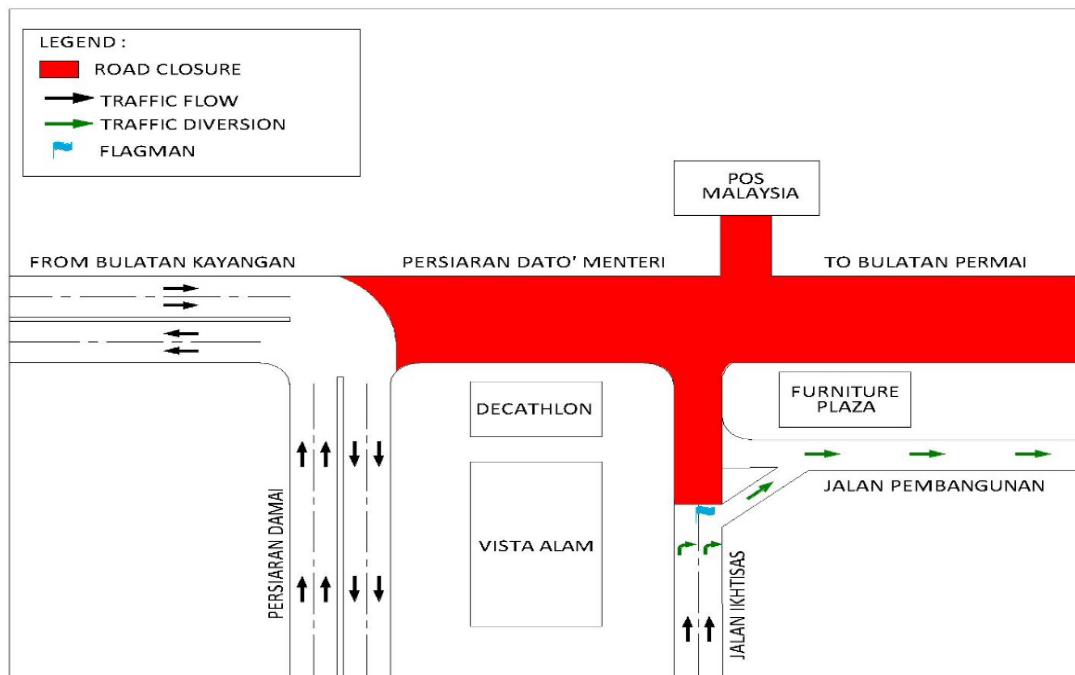 LEGEND :
ROAD CLOSURE
TRAFFIC FLOW
TRAFFIC DIVERSION
FLAGMAN
POS
MALAYSIA
FROM BULATAN KAYANGAN
PERSIARAN DATO' MENTERI
TO BULATAN PERMAI
DECATHLON
FURNITURE
PLAZA
JALAN PEMBANGUNAN
VISTA ALAM
PERSIARAN DAMAI
JALAN IKHTISAS